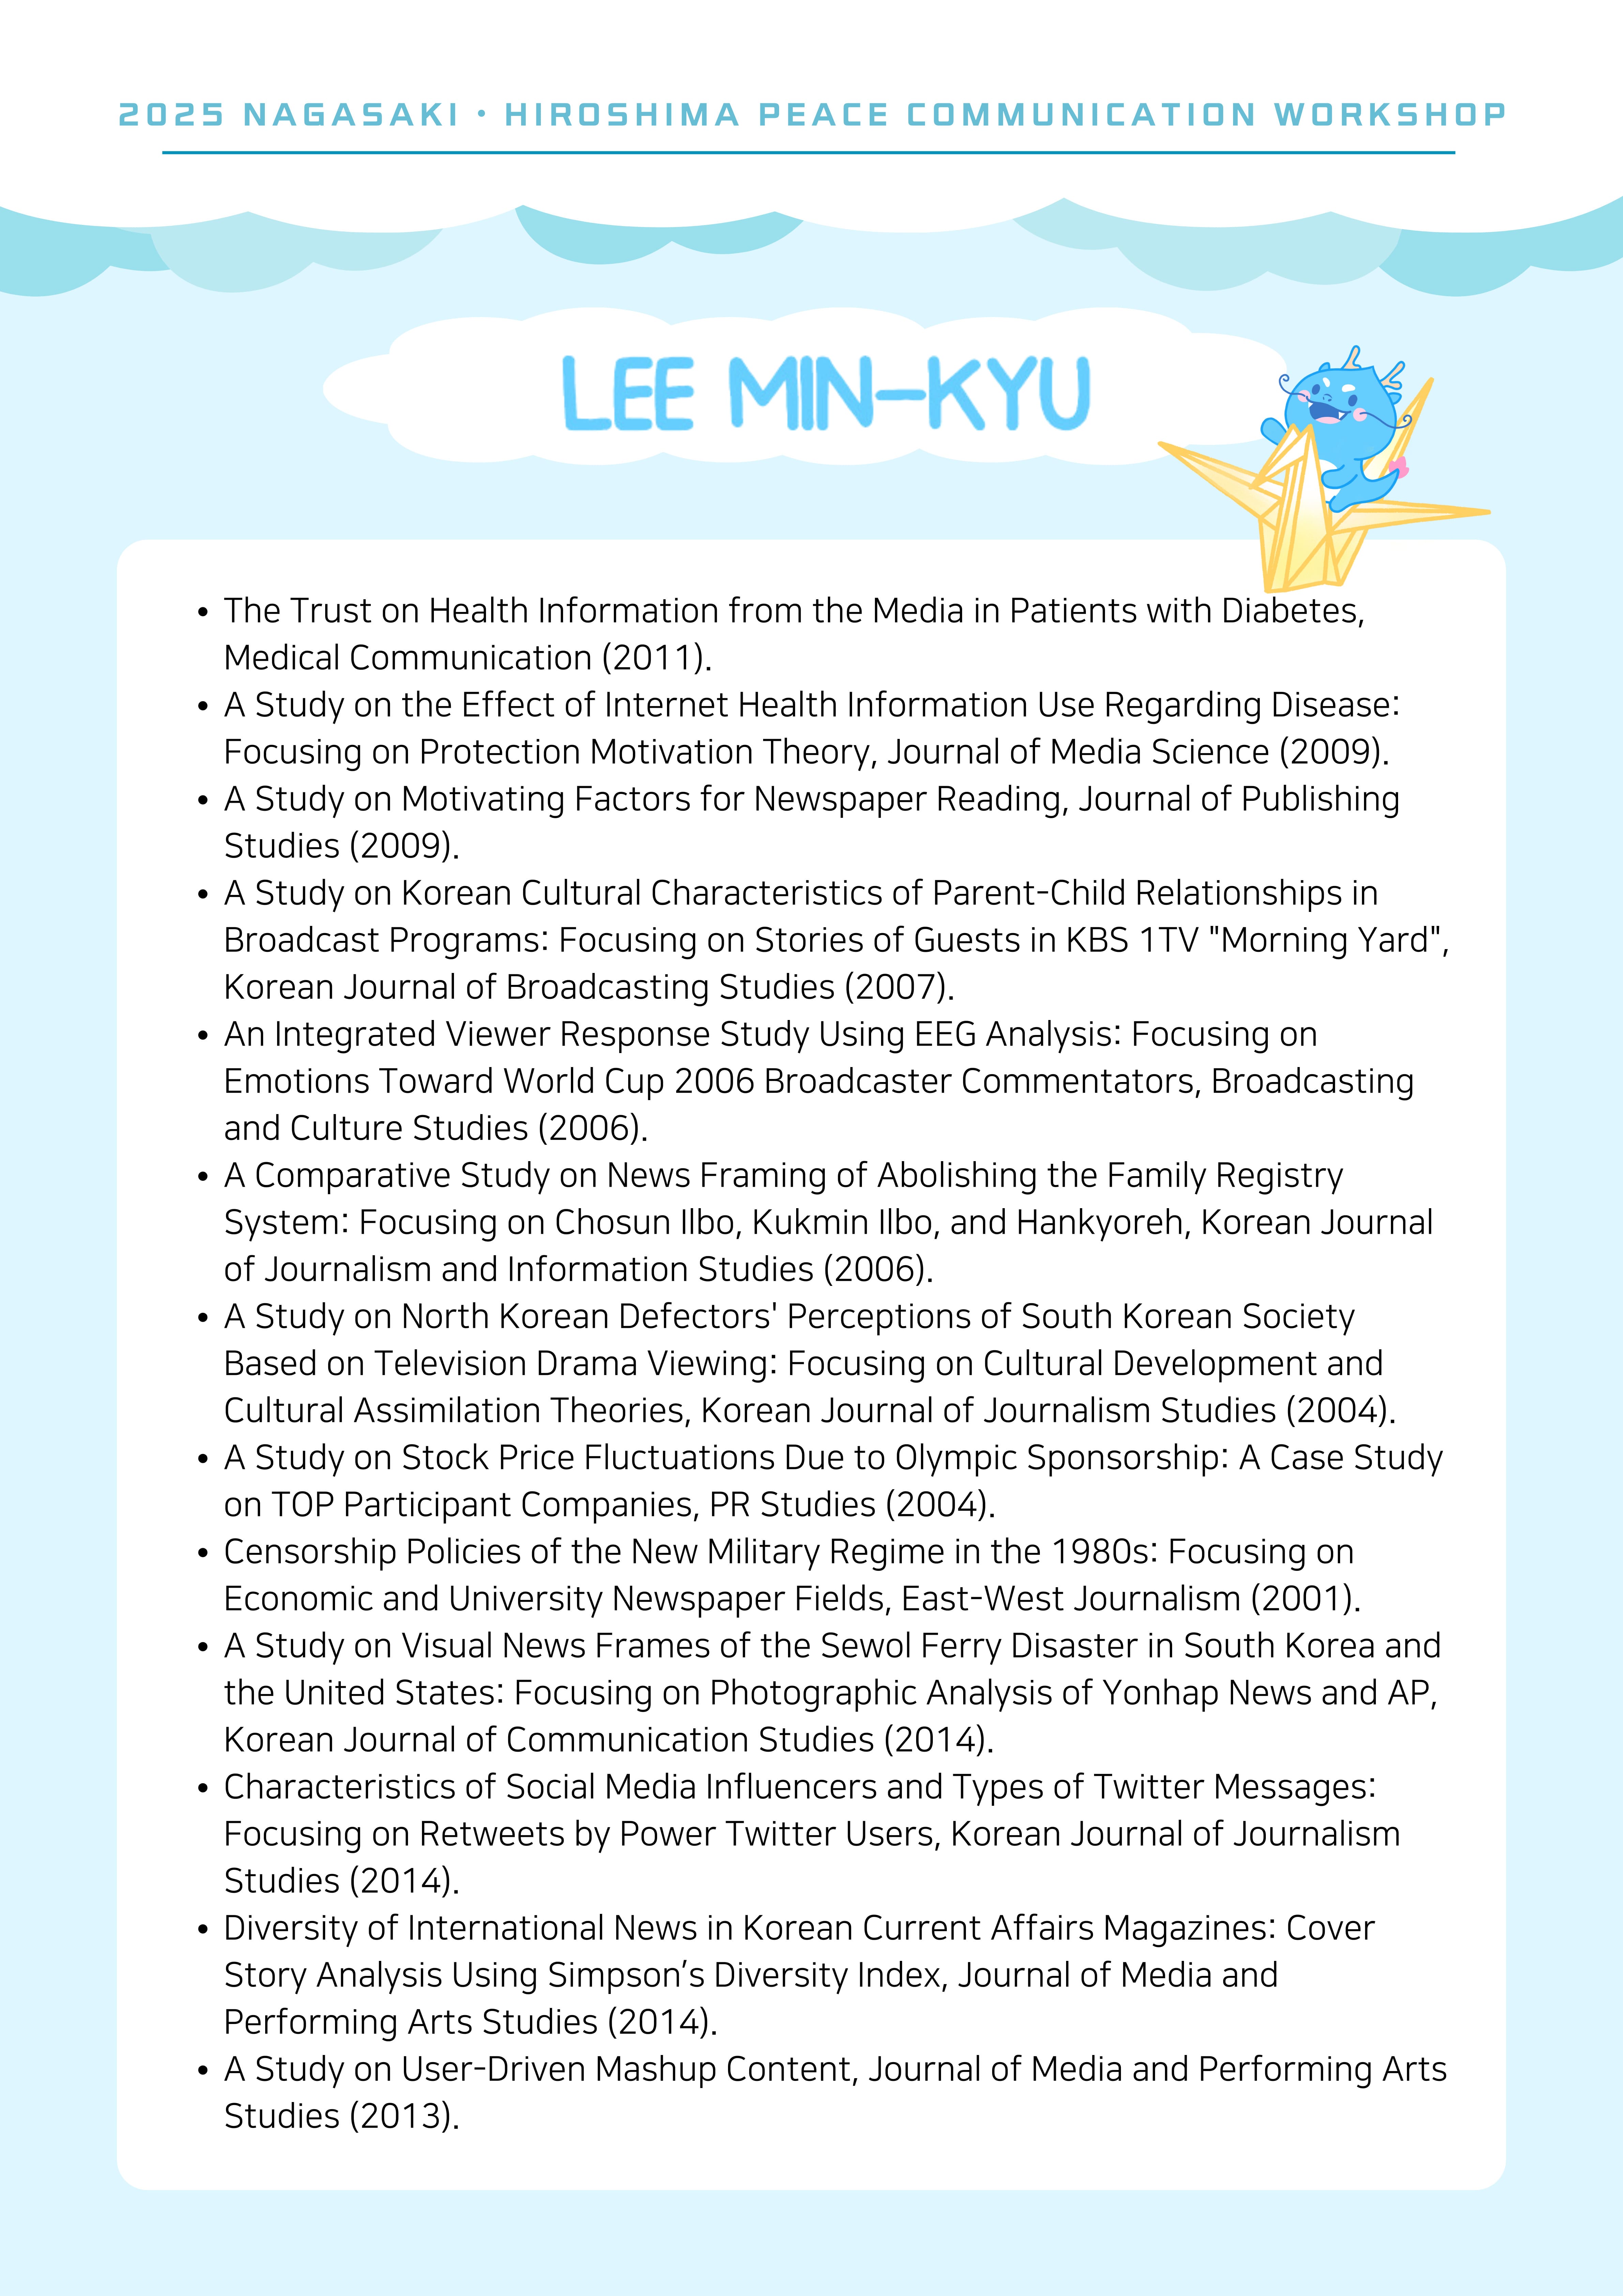 2025 NAGASAKI • HIROSHIMA PEACE COMMUNICATION WORKSHOP
LEE MIN-KYU
• The Trust on Health Information from the Media in Patients with Diabetes,
Medical Communication (2011).
• A Study on the Effect of Internet Health Information Use Regarding Disease:
Focusing on Protection Motivation Theory, Journal of Media Science (2009).
• A Study on Motivating Factors for Newspaper Reading, Journal of Publishing
Studies (2009).
• A Study on Korean Cultural Characteristics of Parent-Child Relationships in
Broadcast Programs: Focusing on Stories of Guests in KBS 1TV "Morning Yard",
Korean Journal of Broadcasting Studies (2007).
• An Integrated Viewer Response Study Using EEG Analysis: Focusing on
Emotions Toward World Cup 2006 Broadcaster Commentators, Broadcasting
and Culture Studies (2006).
• A Comparative Study on News Framing of Abolishing the Family Registry
System: Focusing on Chosun Ilbo, Kukmin Ilbo, and Hankyoreh, Korean Journal
of Journalism and Information Studies (2006).
• A Study on North Korean Defectors' Perceptions of South Korean Society
Based on Television Drama Viewing: Focusing on Cultural Development and
Cultural Assimilation Theories, Korean Journal of Journalism Studies (2004).
• A Study on Stock Price Fluctuations Due to Olympic Sponsorship: A Case Study
on TOP Participant Companies, PR Studies (2004).
• Censorship Policies of the New Military Regime in the 1980s: Focusing on
Economic and University Newspaper Fields, East-West Journalism (2001).
• A Study on Visual News Frames of the Sewol Ferry Disaster in South Korea and
the United States: Focusing on Photographic Analysis of Yonhap News and AP,
Korean Journal of Communication Studies (2014).
• Characteristics of Social Media Influencers and Types of Twitter Messages:
Focusing on Retweets by Power Twitter Users, Korean Journal of Journalism
Studies (2014).
• Diversity of International News in Korean Current Affairs Magazines: Cover
Story Analysis Using Simpson’s Diversity Index, Journal of Media and
Performing Arts Studies (2014).
• A Study on User-Driven Mashup Content, Journal of Media and Performing Arts
Studies (2013).